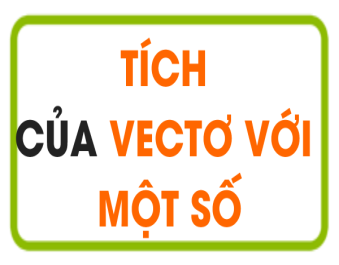 TÍCH
CỦA VECTƠ VỚI
MỘT SỐ